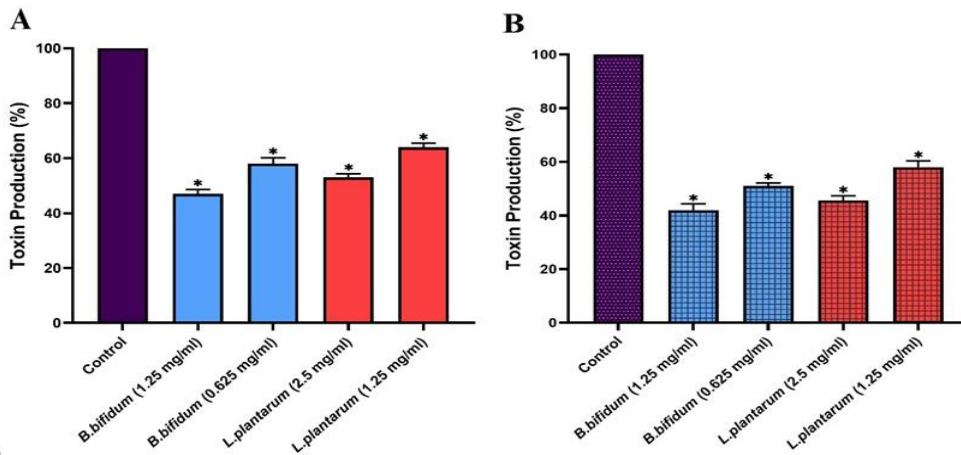 A
Toxin Production (%)
100
80
60
40
20
0
*
*
*
*
Control
B.bifidum (1.25 mg/ml)
B.bifidum (0.625 mg/ml)
L.plantarum (2.5 mg/ml)
L.plantarum (1.25 mg/ml)
B
Toxin Production (%)
100
80
60
40
20
0
*
*
*
*
Control
B.bifidum (1.25 mg/ml)
B.bifidum (0.625 mg/ml)
L.plantarum (2.5 mg/ml)
L.plantarum (1.25 mg/ml)